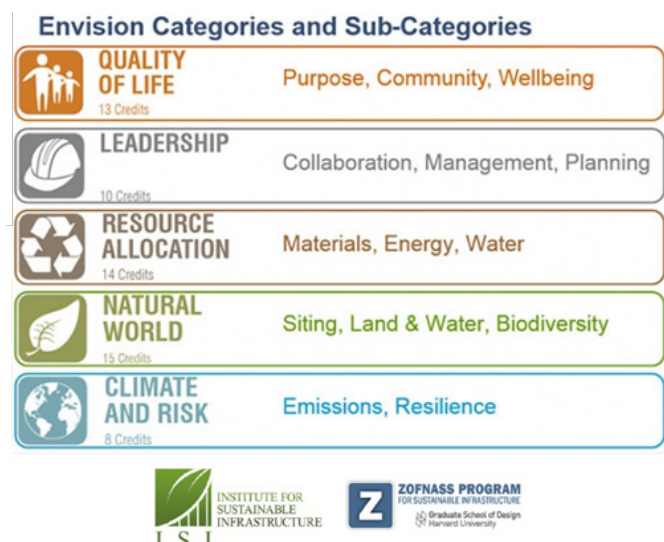 Envision Categories and Sub-Categories
QUALITY
OF LIFE
13 Credits
Purpose, Community, Wellbeing
LEADERSHIP
10 Credits
Collaboration, Management, Planning
RESOURCE
ALLOCATION
14 Credits
Materials, Energy, Water
NATURAL
WORLD
15 Credits
Siting, Land & Water, Biodiversity
CLIMATE
AND RISK
8 Credits
Emissions, Resilience
INSTITUTE FOR
SUSTAINABLE
INFRASTRUCTURE
I S I
Z
ZOFNASS PROGRAM
FOR SUSTAINABLE INFRASTRUCTURE
Graduate School of Design
Harvard University